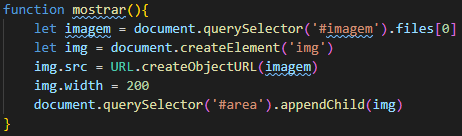 function mostrar(){
    let imagem = document.querySelector('#imagem').files[0]
    let img = document.createElement('img')
    img.src = URL.createObjectURL(imagem)
    img.width = 200
    document.querySelector('#area').appendChild(img)
}